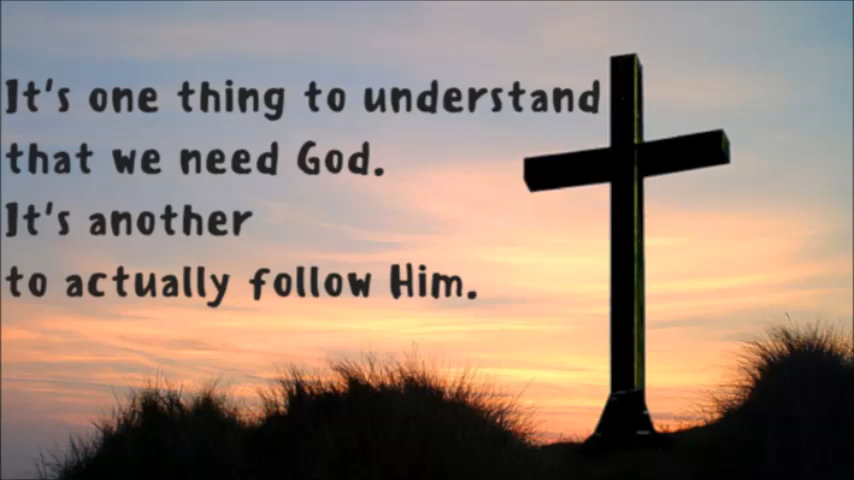 It's one thing to understand
that we need God.
It's another
to actually follow Him.